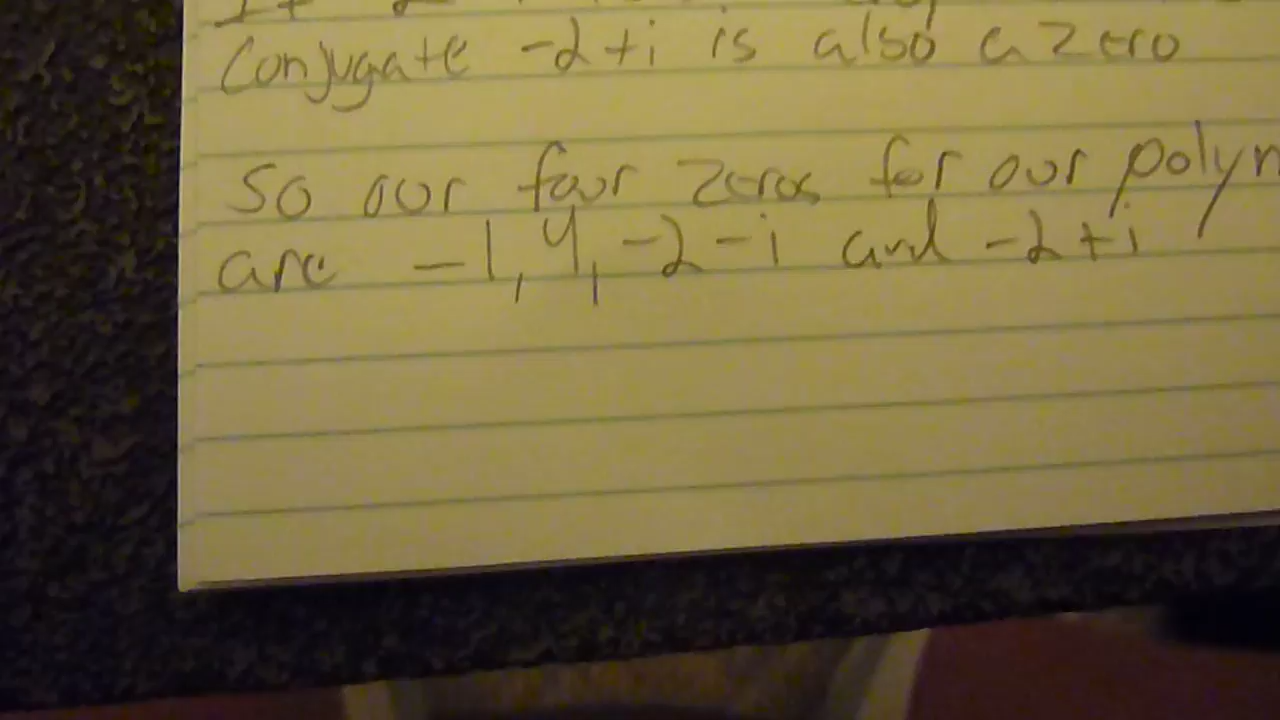 Conjugate -2+i is also a zero
So our four zeros for our polyn
are -1, 4, -2-i and -2+i